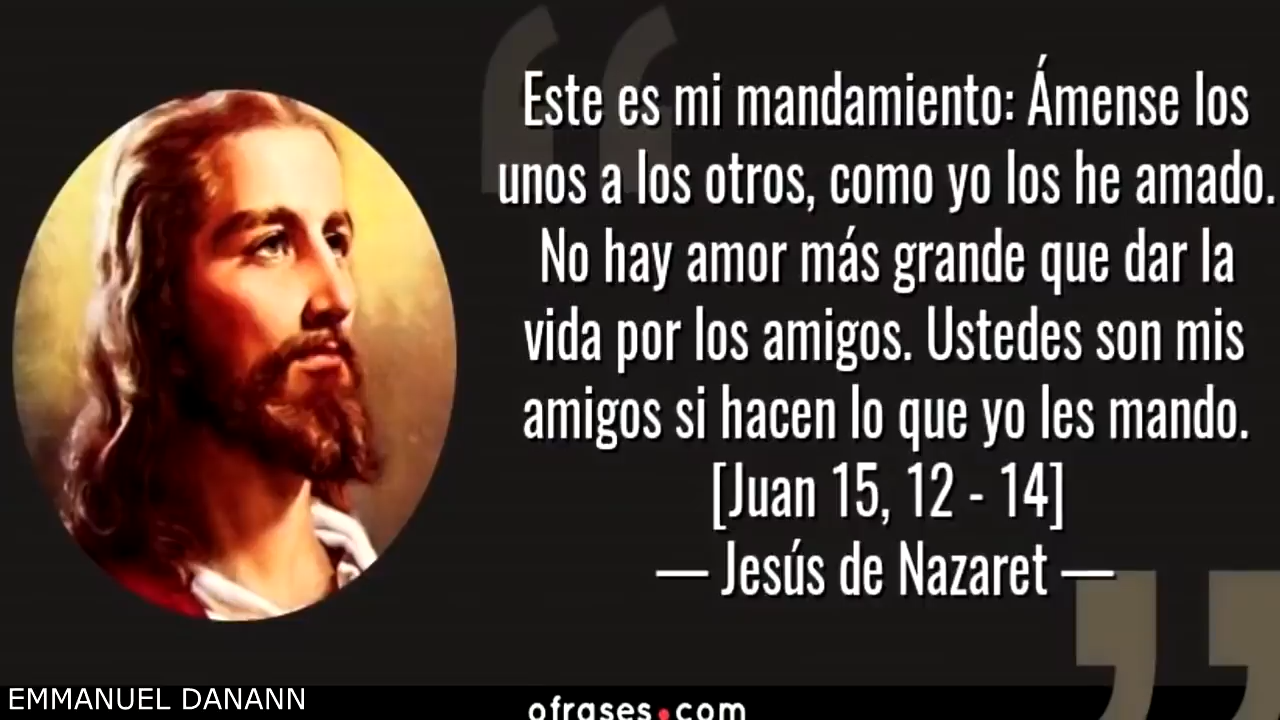 Este es mi mandamiento: Ámense los
unos a los otros, como yo los he amado.
No hay amor más grande que dar la
vida por los amigos. Ustedes son mis
amigos si hacen lo que yo les mando.
[Juan 15, 12 - 14]
— Jesús de Nazaret —
EMMANUEL DANANN
ofrases.com